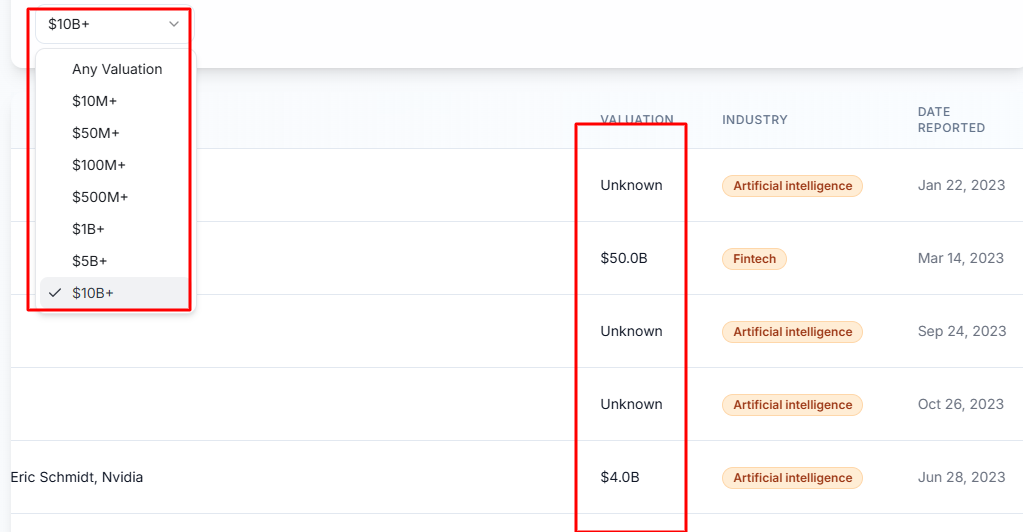 $10B+
Any Valuation
$10M+
$50M+
$100M+
$500M+
$1B+
$5B+
$10B+
VALUATION INDUSTRY DATE
REPORTED
Unknown Artificial intelligence Jan 22, 2023
$50.0B Fintech Mar 14, 2023
Unknown Artificial intelligence Sep 24, 2023
Unknown Artificial intelligence Oct 26, 2023
Eric Schmidt, Nvidia $4.0B Artificial intelligence Jun 28, 2023